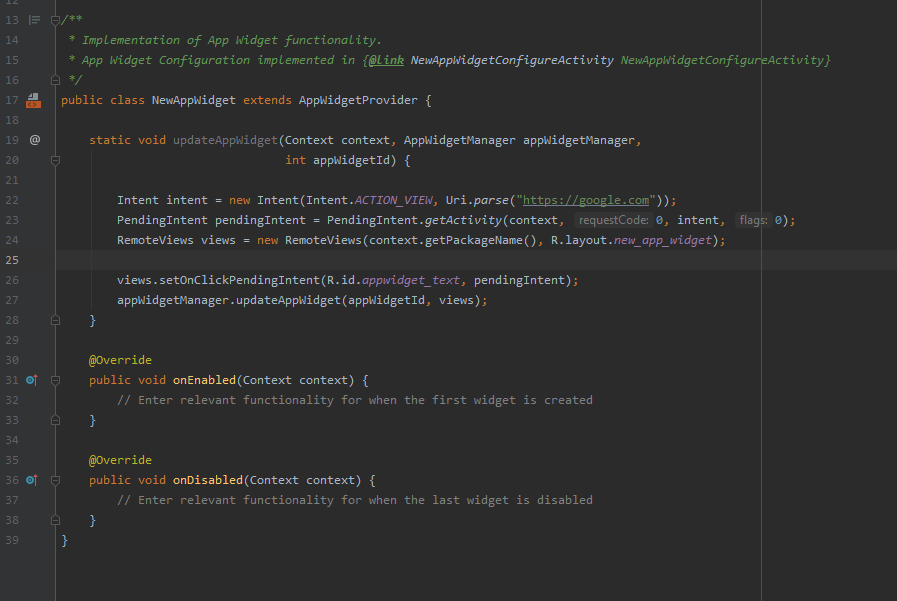 12
13 /**
14  * Implementation of App Widget functionality.
15  * App Widget Configuration implemented in {@link NewAppWidgetConfigureActivity NewAppWidgetConfigureActivity}
16  */
17 public class NewAppWidget extends AppWidgetProvider {
18
19 @     static void updateAppWidget(Context context, AppWidgetManager appWidgetManager,
20                                 int appWidgetId) {
21
22         Intent intent = new Intent(Intent.ACTION_VIEW, Uri.parse("https://google.com"));
23         PendingIntent pendingIntent = PendingIntent.getActivity(context, requestCode: 0, intent, flags: 0);
24         RemoteViews views = new RemoteViews(context.getPackageName(), R.layout.new_app_widget);
25
26         views.setOnClickPendingIntent(R.id.appwidget_text, pendingIntent);
27         appWidgetManager.updateAppWidget(appWidgetId, views);
28     }
29
30     @Override
31     public void onEnabled(Context context) {
32         // Enter relevant functionality for when the first widget is created
33     }
34
35     @Override
36     public void onDisabled(Context context) {
37         // Enter relevant functionality for when the last widget is disabled
38     }
39 }